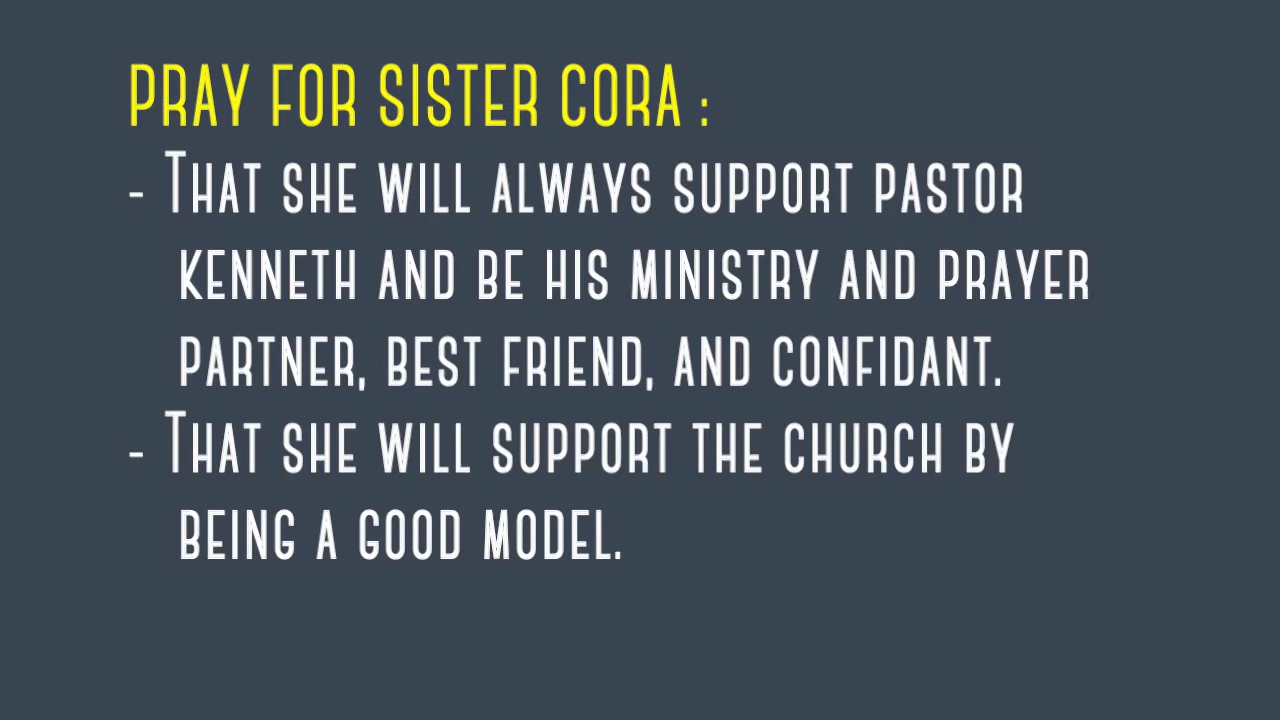 PRAY FOR SISTER CORA :
- THAT SHE WILL ALWAYS SUPPORT PASTOR
KENNETH AND BE HIS MINISTRY AND PRAYER
PARTNER, BEST FRIEND, AND CONFIDANT.
- THAT SHE WILL SUPPORT THE CHURCH BY
BEING A GOOD MODEL.